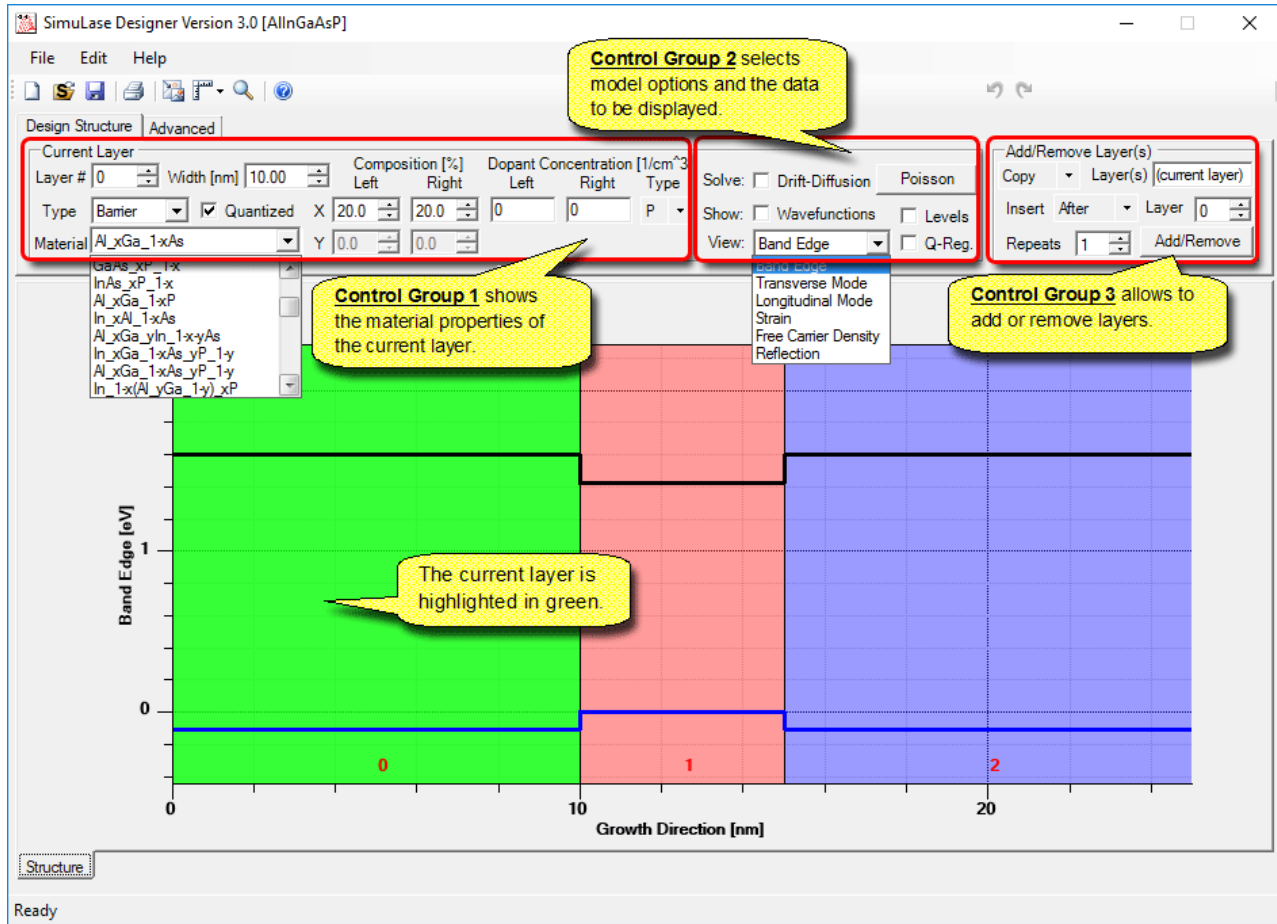 SimuLase Designer Version 3.0 [AlInGaAsP]
File Edit Help
Control Group 2 selects
model options and the data
to be displayed.
Design Structure Advanced
Current Layer
Layer # 0 Width [nm] 10.00
Composition [%]
Left Right
Dopant Concentration [1/cm^3
Left Right Type
Type Barrier Quantized X 20.0 20.0 0 0 P
Material Al_xGa_1-xAs Y 0.0 0.0
Solve: Drift-Diffusion Poisson
Show: Wavefunctions Levels
View: Band Edge Q-Reg.
Add/Remove Layer(s)
Copy Layer(s) (current layer)
Insert After Layer 0
Repeats 1 Add/Remove
GaAs_xP_1-x
InAs_xP_1-x
Al_xGa_1-xP
In_xAl_1-xAs
Al_xGa_yIn_1-x-yAs
In_xGa_1-xAs_yP_1-y
Al_xGa_1-xAs_yP_1-y
In_1-x(Al_yGa_1-y)_xP
Control Group 1 shows
the material properties of
the current layer.
Band Edge
Transverse Mode
Longitudinal Mode
Strain
Free Carrier Density
Reflection
Control Group 3 allows to
add or remove layers.
Band Edge [eV]
1
0
The current layer is
highlighted in green.
0 1 2
0 10 20
Growth Direction [nm]
Structure
Ready